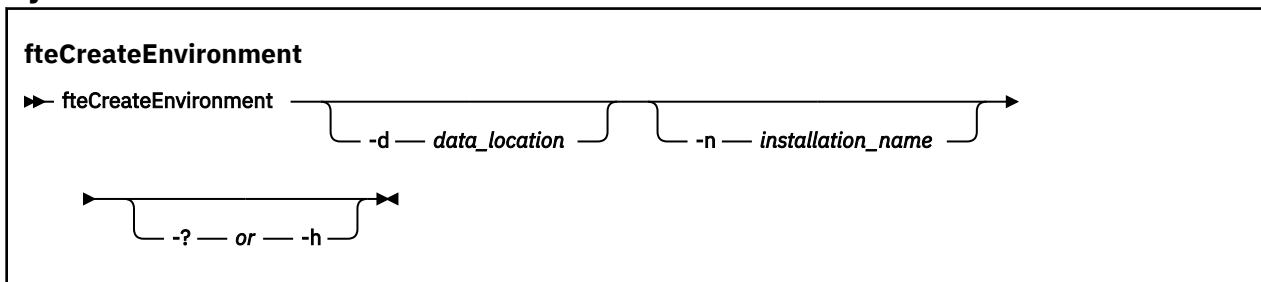 fteCreateEnvironment
fteCreateEnvironment
-d data_location -n installation_name
-? or -h